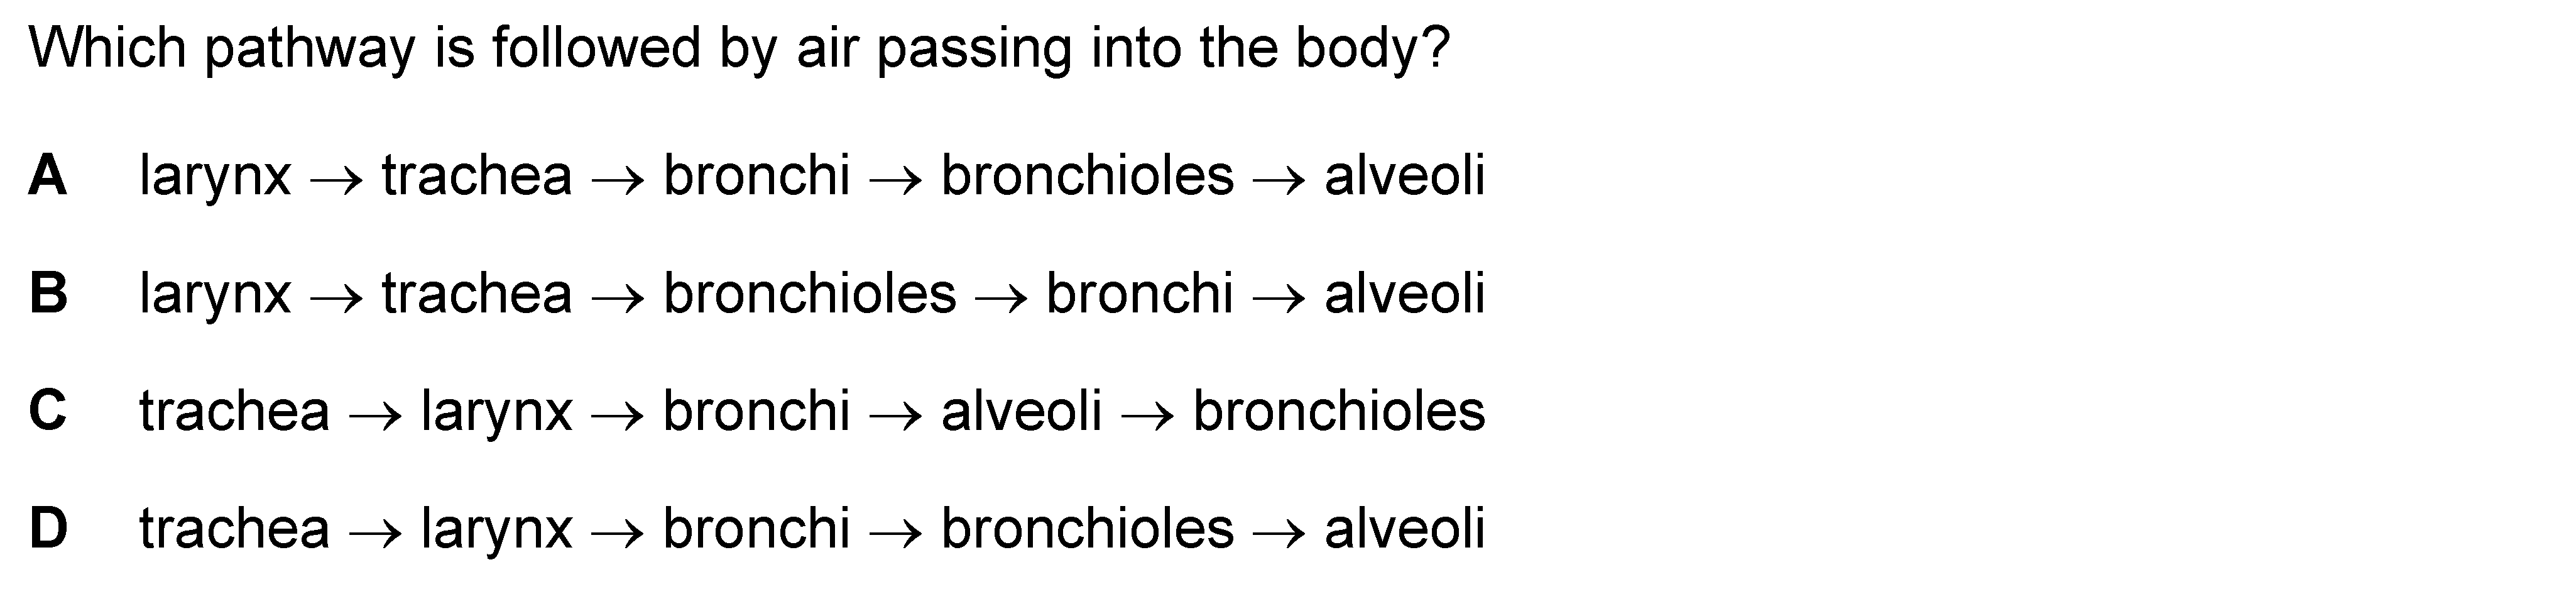 Which pathway is followed by air passing into the body?
A larynx → trachea → bronchi → bronchioles → alveoli
B larynx → trachea → bronchioles → bronchi → alveoli
C trachea → larynx → bronchi → alveoli → bronchioles
D trachea → larynx → bronchi → bronchioles → alveoli